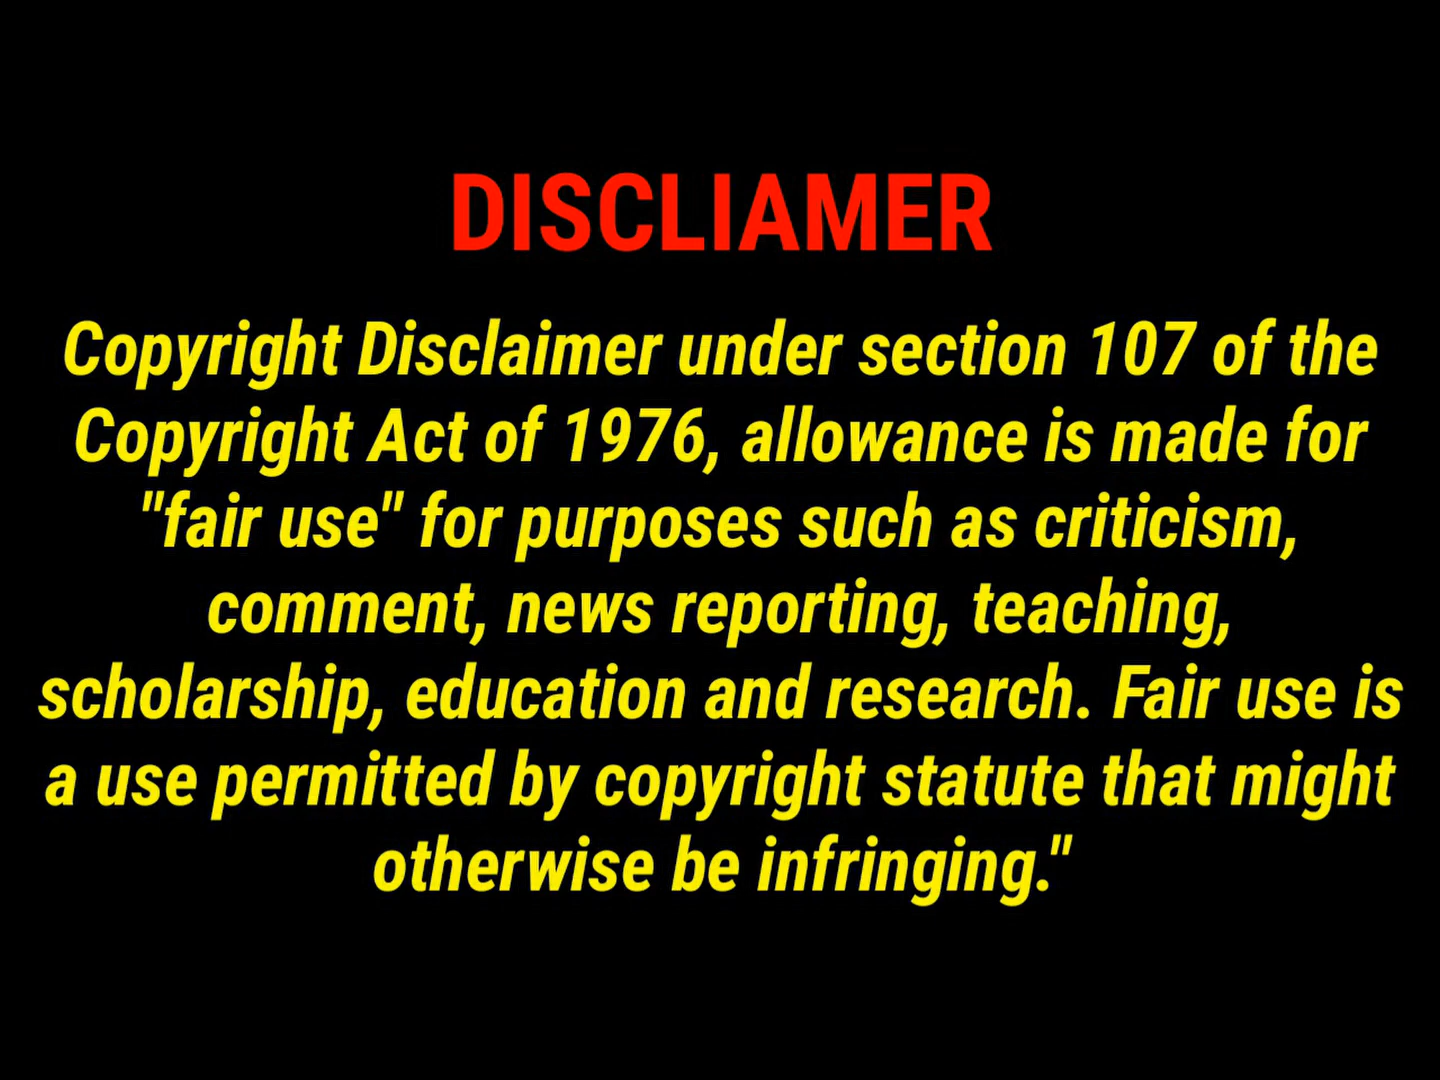 DISCLIAMER
Copyright Disclaimer under section 107 of the
Copyright Act of 1976, allowance is made for
"fair use" for purposes such as criticism,
comment, news reporting, teaching,
scholarship, education and research. Fair use is
a use permitted by copyright statute that might
otherwise be infringing."